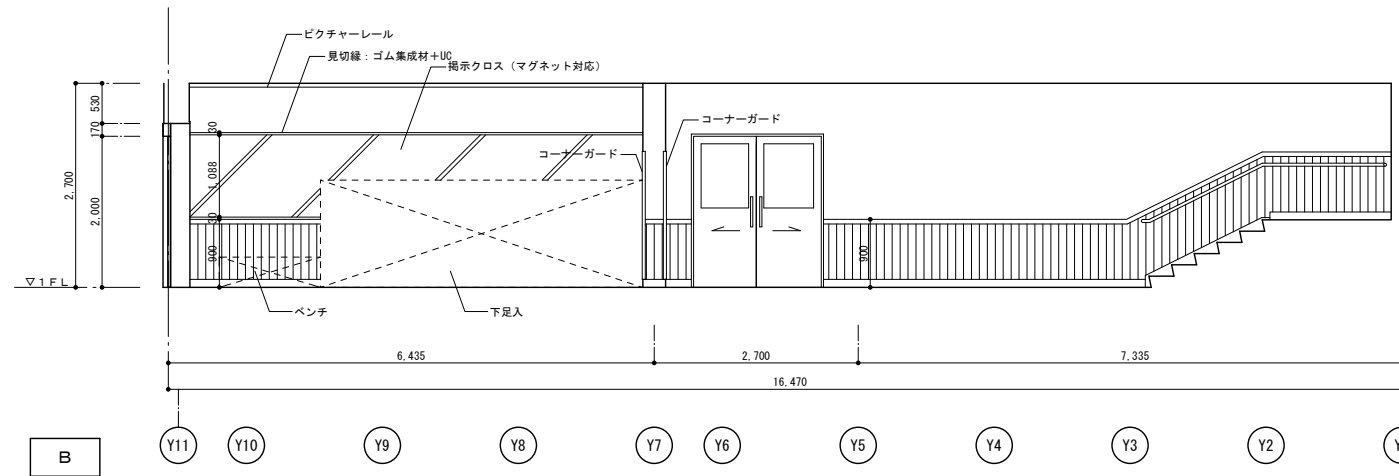 ピクチャーレール
見切縁：ゴム集成材＋UC
掲示クロス（マグネット対応）
コーナーガード
コーナーガード
530
170
2,700
2,000
30
1,088
30
900
900
▽1FL
ベンチ
下足入
6,435
2,700
7,335
16,470
Y11
Y10
Y9
Y8
Y7
Y6
Y5
Y4
Y3
Y2
B